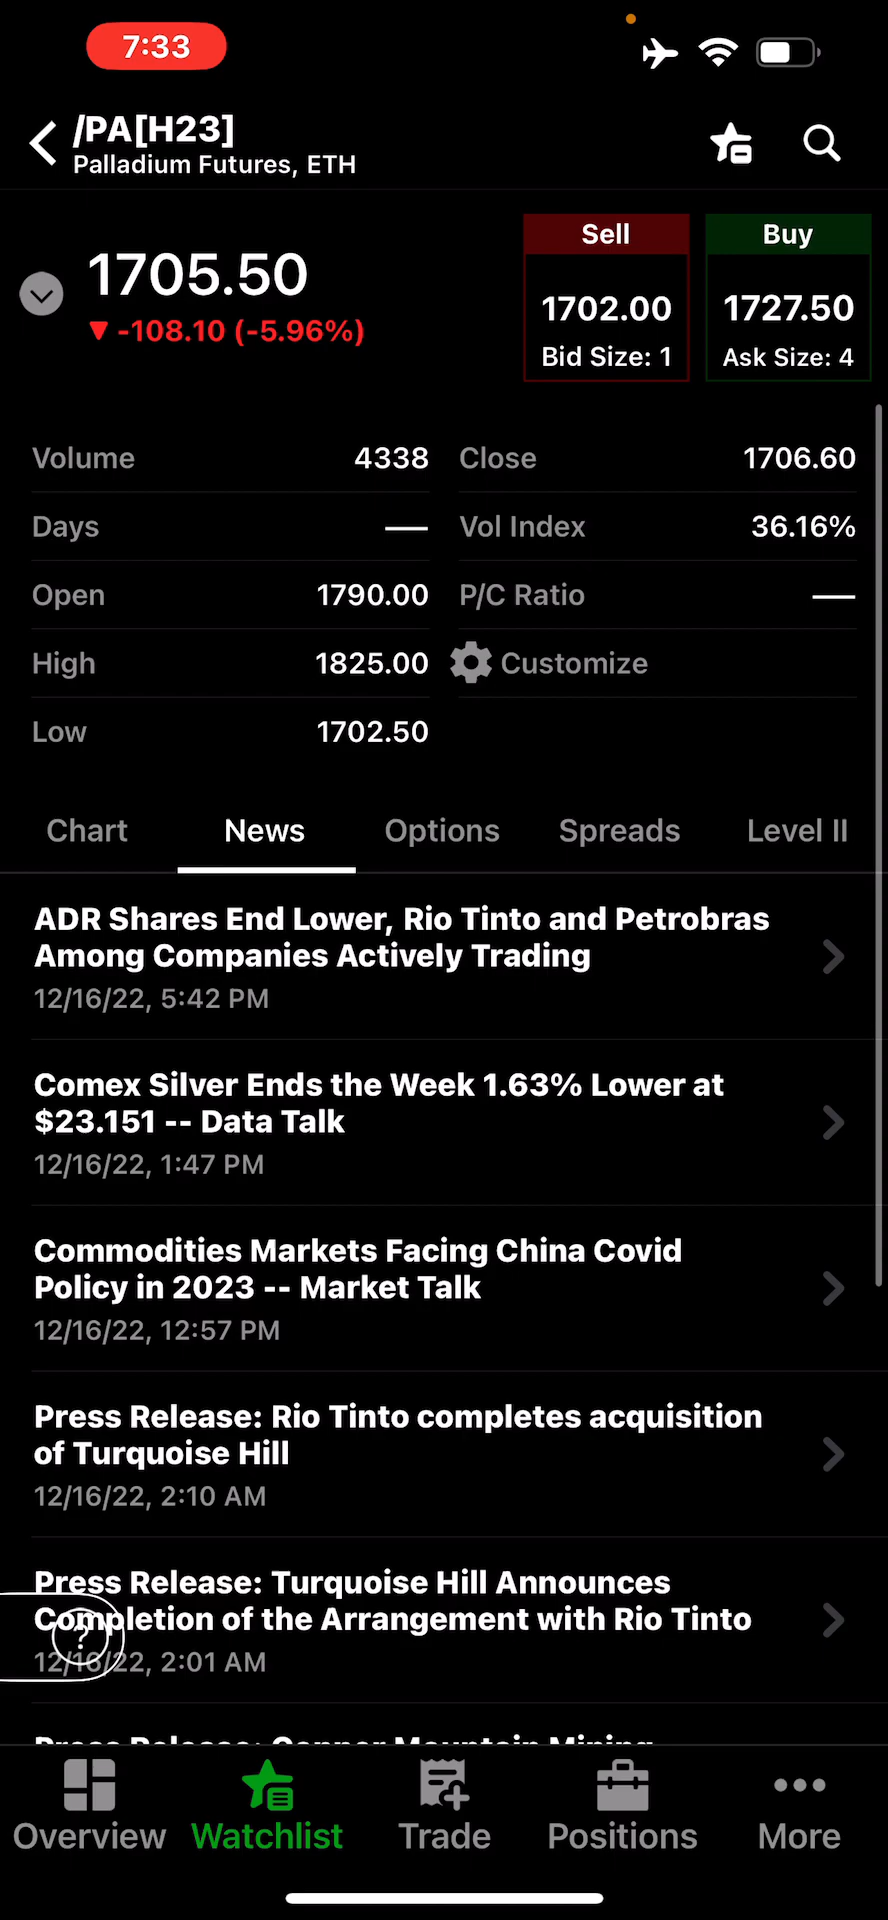 7:33
/PA[H23]
Palladium Futures, ETH
1705.50
-108.10 (-5.96%)
Sell
1702.00
Bid Size: 1
Buy
1727.50
Ask Size: 4
Volume 4338
Close 1706.60
Days —
Vol Index 36.16%
Open 1790.00
P/C Ratio —
High 1825.00
Customize
Low 1702.50
Chart News Options Spreads Level II
ADR Shares End Lower, Rio Tinto and Petrobras
Among Companies Actively Trading
12/16/22, 5:42 PM
Comex Silver Ends the Week 1.63% Lower at
$23.151 -- Data Talk
12/16/22, 1:47 PM
Commodities Markets Facing China Covid
Policy in 2023 -- Market Talk
12/16/22, 12:57 PM
Press Release: Rio Tinto completes acquisition
of Turquoise Hill
12/16/22, 2:10 AM
Press Release: Turquoise Hill Announces
Completion of the Arrangement with Rio Tinto
?
12/16/22, 2:01 AM
Press Release: Copper Mountain Mining
Overview Watchlist Trade Positions More